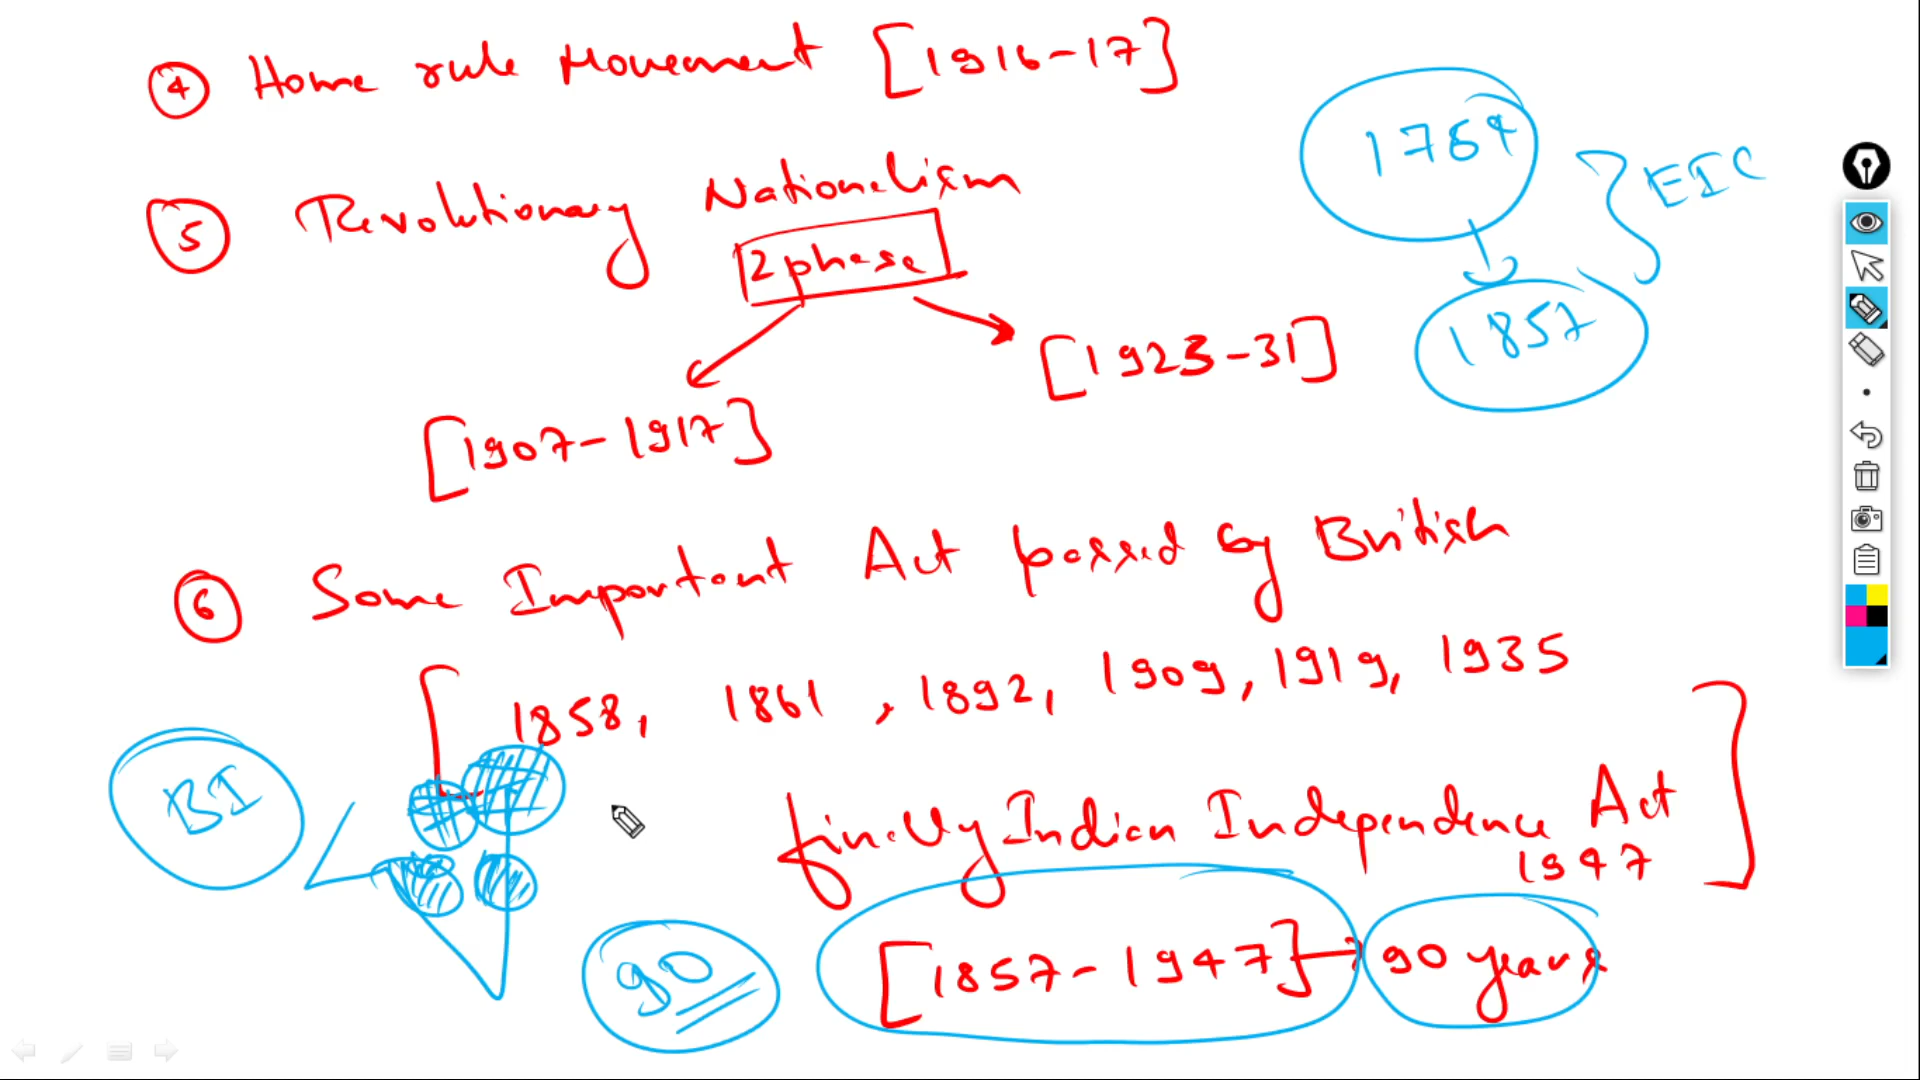 ④ Home rule Movement [1916-17]
1764
EIC
1857
⑤ Revolutionary Nationalism
2 phase
[1923-31]
[1907-1917]
⑥ Some Important Act passed by British
1858, 1861, 1892, 1909, 1919, 1935
BI
finally Indian Independence Act
1947
90
[1857-1947] → 90 years